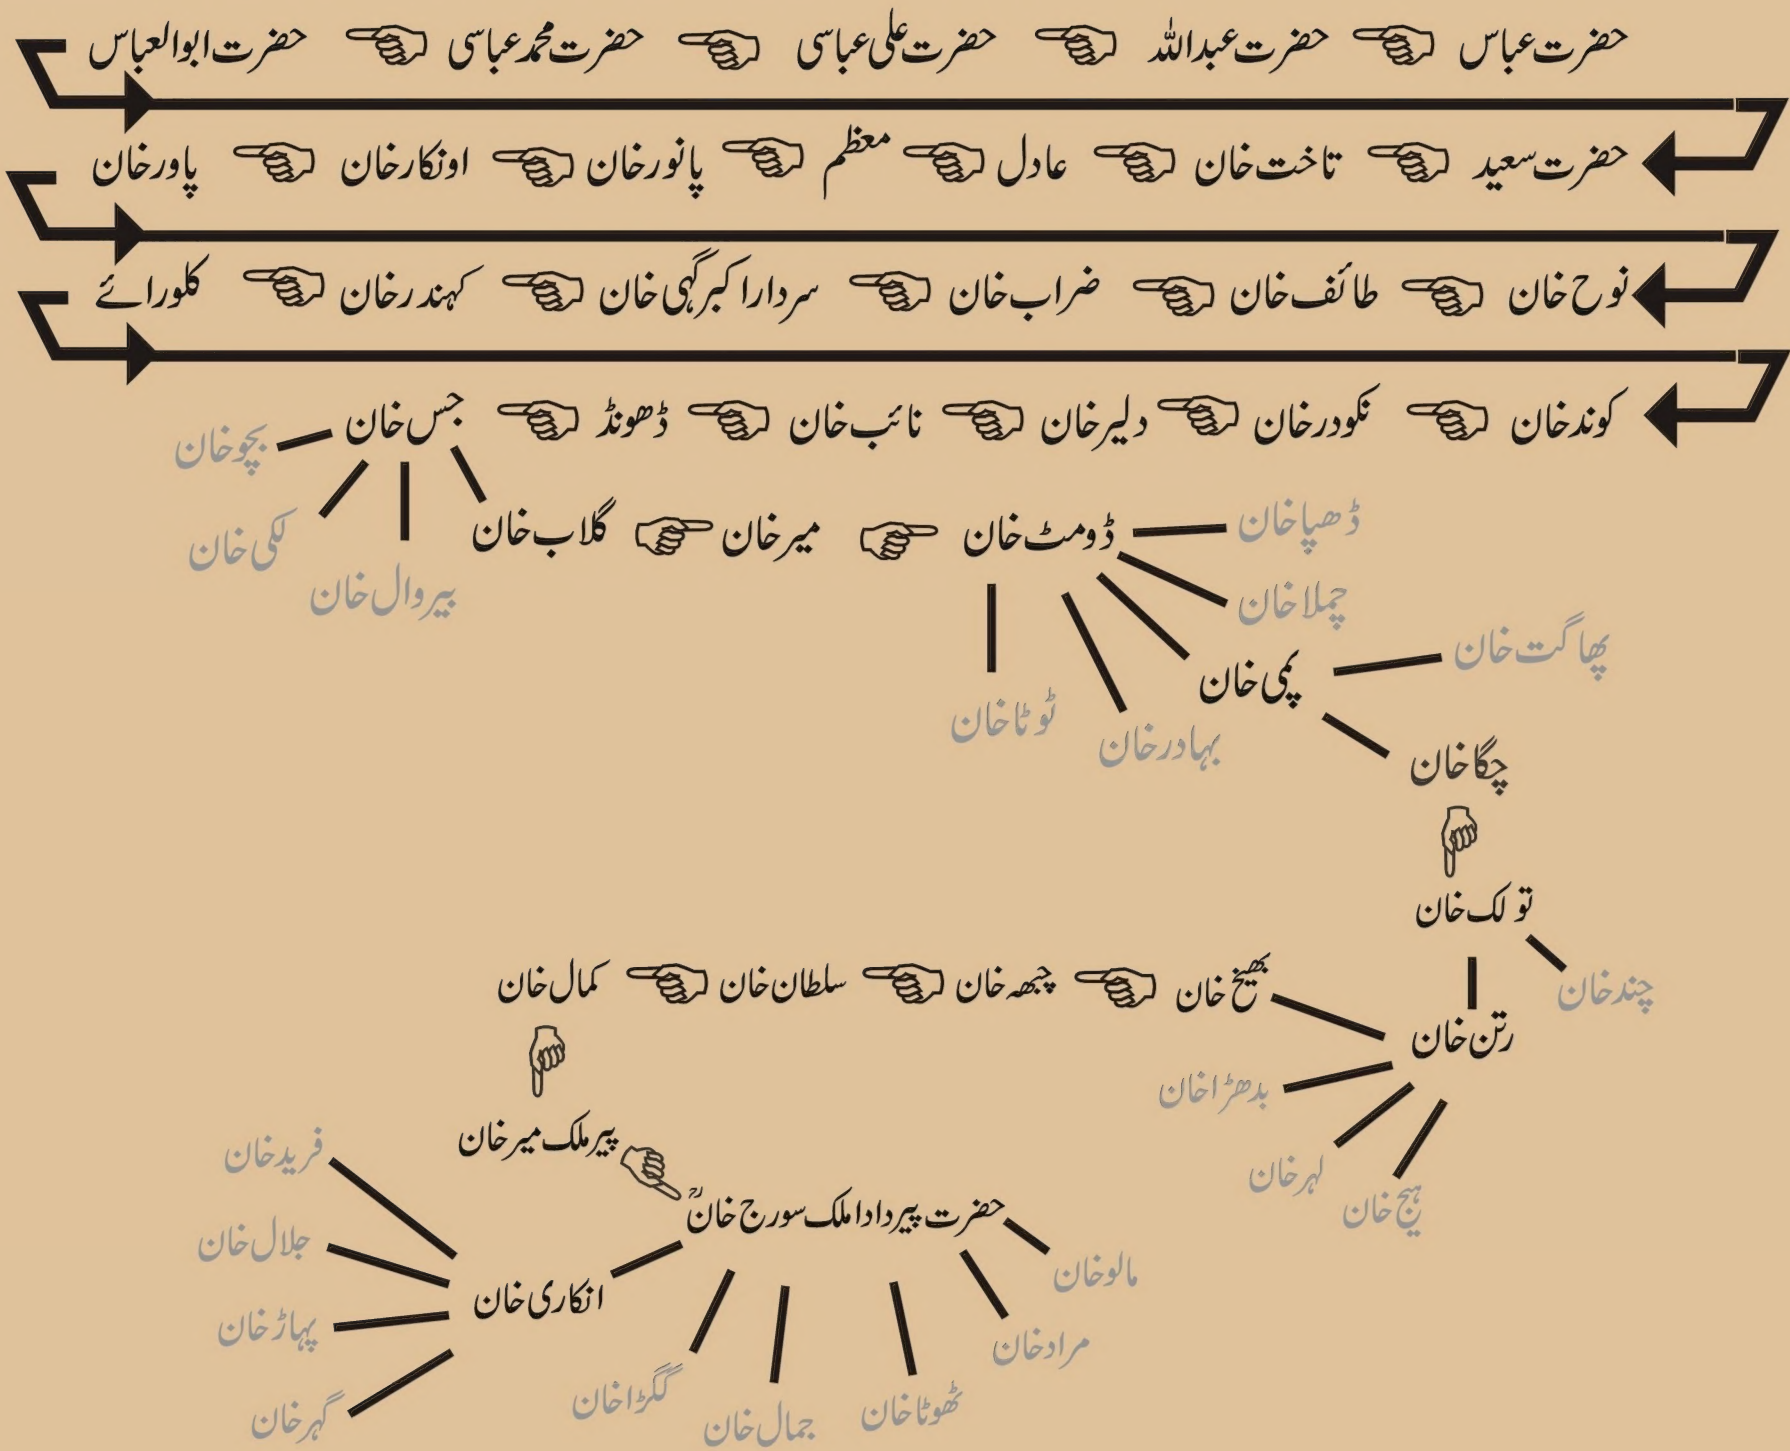 حضرت عباس حضرت عبداللہ حضرت علی عباسی حضرت محمد عباسی حضرت ابوالعباس
حضرت سعید تاخت خان عادل معظم پانور خان اونکار خان پاور خان
نوح خان طائف خان ضراب خان سردار اکبر گہی خان کہندر خان کلورائے
کوند خان نکودر خان دلیر خان نائب خان ڈھونڈ جس خان
بچو خان
لکی خان
بیروال خان
گلاب خان میر خان ڈومٹ خان
ڈھپا خان
چملا خان
پمی خان
بہادر خان
ٹوٹا خان
پھاگت خان
چگا خان
تولک خان
چند خان
رتن خان
بھیخ خان چبھہ خان سلطان خان کمال خان
بدھڑا خان
لہر خان
ہیچ خان
پیر ملک میر خان
حضرت پیر دادا ملک سورج خانؒ
مالو خان
مراد خان
ٹھوٹا خان
جمال خان
گگڑا خان
انکاری خان
فرید خان
جلال خان
پہاڑ خان
گہر خان